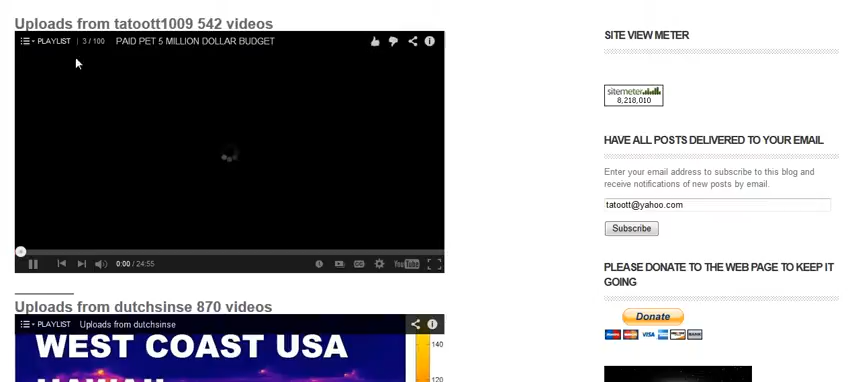 Uploads from tatoott1009 542 videos
PLAYLIST | 3 / 100 PAID PET 5 MILLION DOLLAR BUDGET
0:00 / 24:55
YouTube
Uploads from dutchsinse 870 videos
PLAYLIST Uploads from dutchsinse
WEST COAST USA
HAWAII
140
120
SITE VIEW METER
sitemeter
8,218,010
HAVE ALL POSTS DELIVERED TO YOUR EMAIL
Enter your email address to subscribe to this blog and
receive notifications of new posts by email.
tatoott@yahoo.com
Subscribe
PLEASE DONATE TO THE WEB PAGE TO KEEP IT
GOING
Donate
VISA